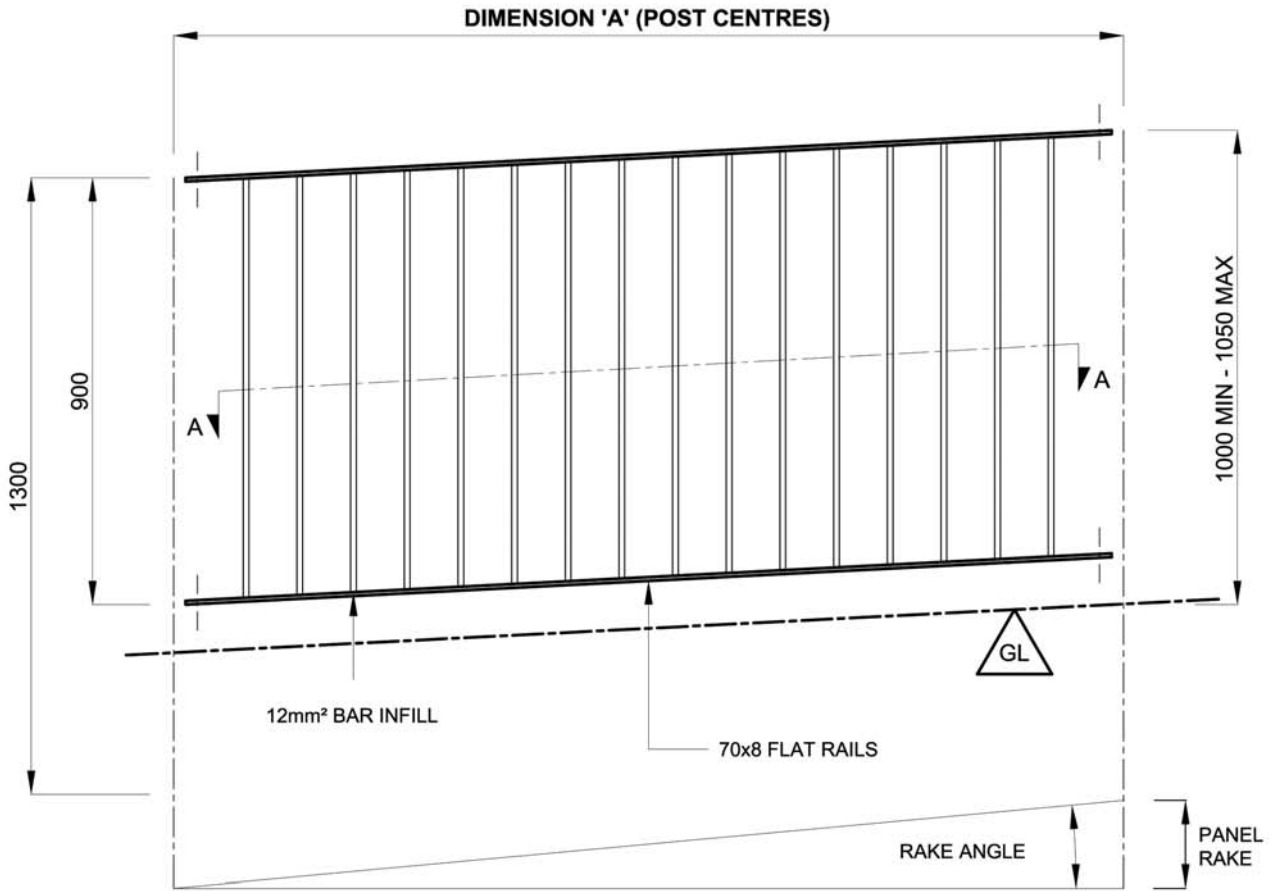 DIMENSION 'A' (POST CENTRES)
900
1300
1000 MIN - 1050 MAX
A
A
GL
12mm² BAR INFILL
70x8 FLAT RAILS
RAKE ANGLE
PANEL
RAKE